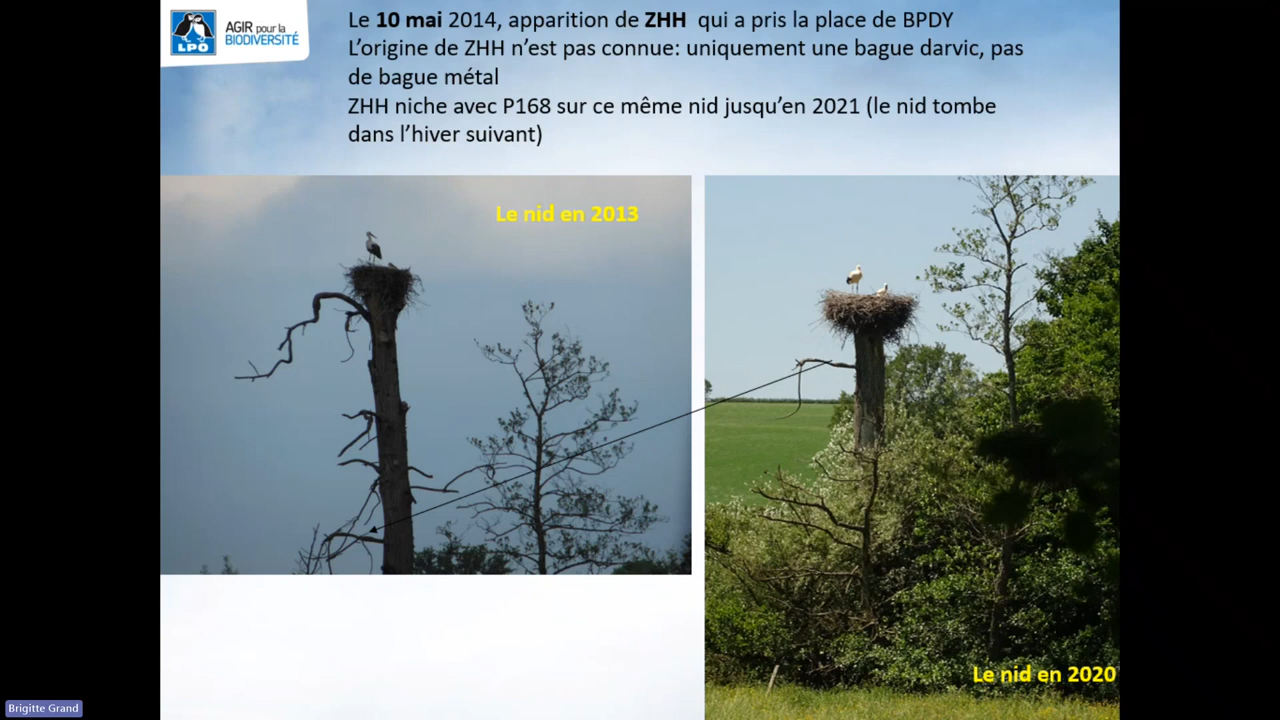 LPO
AGIR pour la
BIODIVERSITÉ
Le 10 mai 2014, apparition de ZHH qui a pris la place de BPDY
L’origine de ZHH n’est pas connue: uniquement une bague darvic, pas
de bague métal
ZHH niche avec P168 sur ce même nid jusqu’en 2021 (le nid tombe
dans l’hiver suivant)
Le nid en 2013
Le nid en 2020
Brigitte Grand